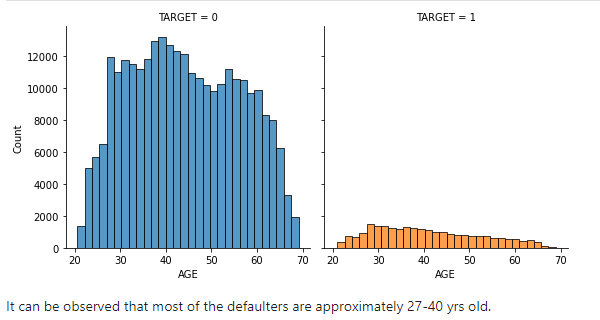 TARGET = 0 TARGET = 1
12000
10000
8000
6000
4000
2000
0
Count
20 30 40 50 60 70 20 30 40 50 60 70
AGE AGE
It can be observed that most of the defaulters are approximately 27-40 yrs old.